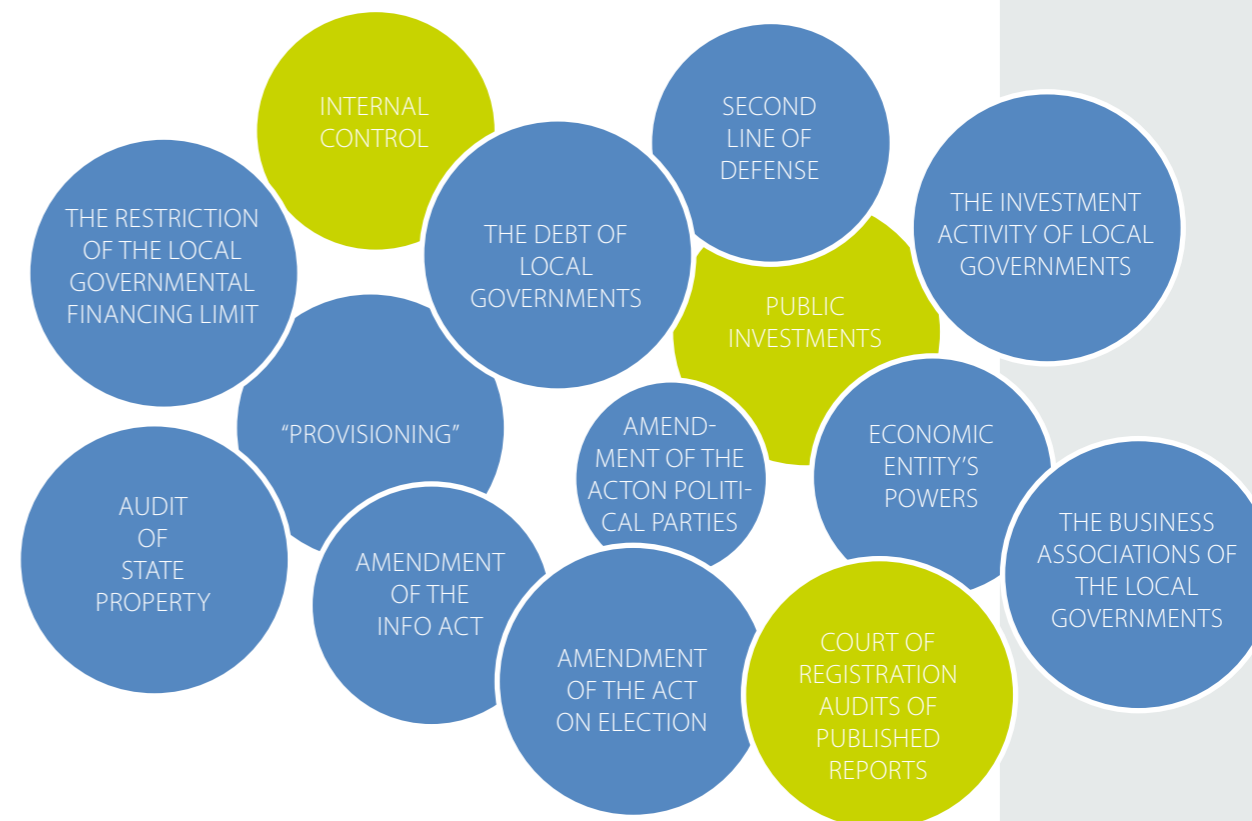 INTERNAL
CONTROL
SECOND
LINE OF
DEFENSE
THE RESTRICTION
OF THE LOCAL
GOVERNMENTAL
FINANCING LIMIT
THE DEBT OF
LOCAL
GOVERNMENTS
THE INVESTMENT
ACTIVITY OF LOCAL
GOVERNMENTS
PUBLIC
INVESTMENTS
“PROVISIONING”
AMEND-
MENT OF THE
ACTON POLITI-
CAL PARTIES
ECONOMIC
ENTITY’S
POWERS
AUDIT
OF
STATE
PROPERTY
AMENDMENT
OF THE
INFO ACT
THE BUSINESS
ASSOCIATIONS OF
THE LOCAL
GOVERNMENTS
AMENDMENT
OF THE ACT
ON ELECTION
COURT OF
REGISTRATION
AUDITS OF
PUBLISHED
REPORTS